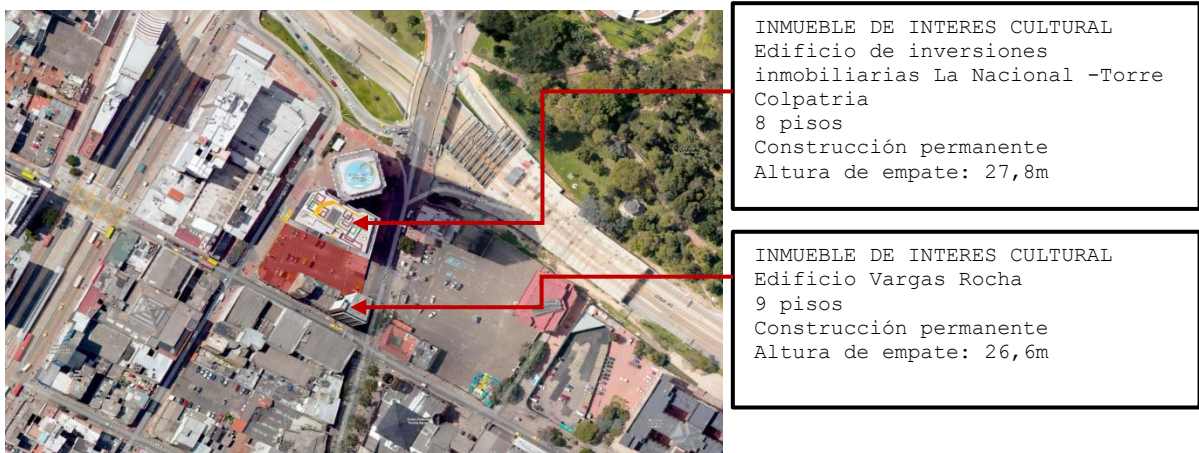 INMUEBLE DE INTERES CULTURAL
Edificio de inversiones
inmobiliarias La Nacional -Torre
Colpatria
8 pisos
Construcción permanente
Altura de empate: 27,8m
INMUEBLE DE INTERES CULTURAL
Edificio Vargas Rocha
9 pisos
Construcción permanente
Altura de empate: 26,6m